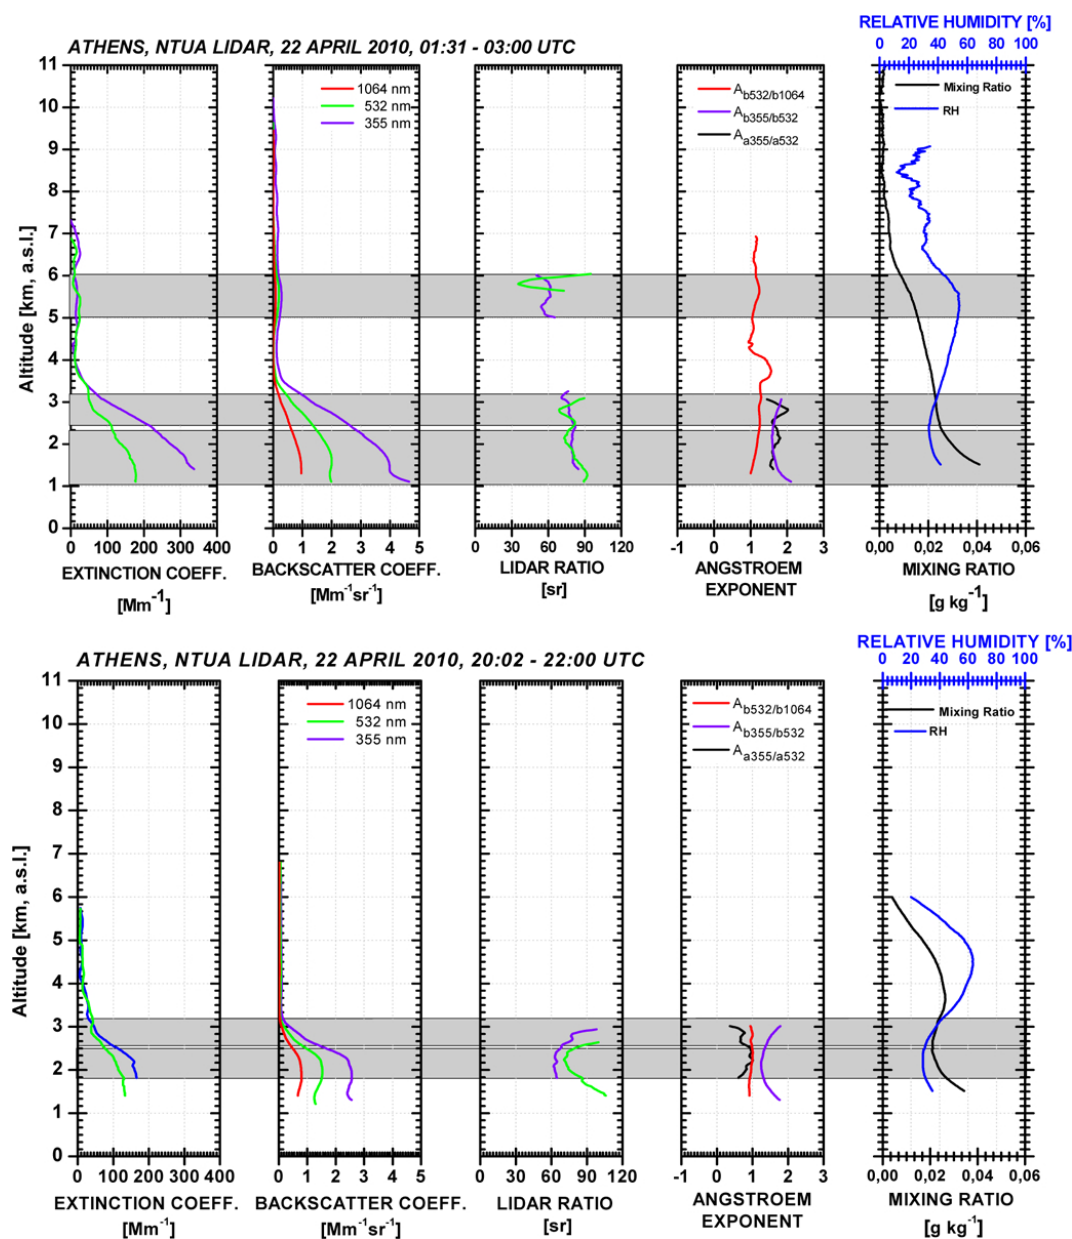 RELATIVE HUMIDITY [%]
ATHENS, NTUA LIDAR, 22 APRIL 2010, 01:31 - 03:00 UTC
0 20 40 60 80 100
11
10
9
8
7
6
5
4
3
2
1
0
Altitude [km, a.s.l.]
1064 nm
532 nm
355 nm
A_b532/b1064
A_b355/b532
A_a355/a532
Mixing Ratio
RH
0 100 200 300 400
0 1 2 3 4 5
0 30 60 90 120
-1 0 1 2 3
0,00 0,02 0,04 0,06
EXTINCTION COEFF.
[Mm⁻¹]
BACKSCATTER COEFF.
[Mm⁻¹sr⁻¹]
LIDAR RATIO
[sr]
ANGSTROEM
EXPONENT
MIXING RATIO
[g kg⁻¹]
RELATIVE HUMIDITY [%]
ATHENS, NTUA LIDAR, 22 APRIL 2010, 20:02 - 22:00 UTC
0 20 40 60 80 100
11
10
9
8
7
6
5
4
3
2
1
0
Altitude [km, a.s.l.]
1064 nm
532 nm
355 nm
A_b532/b1064
A_b355/b532
A_a355/a532
Mixing Ratio
RH
0 100 200 300 400
0 1 2 3 4 5
0 30 60 90 120
-1 0 1 2 3
0,00 0,02 0,04 0,06
EXTINCTION COEFF.
[Mm⁻¹]
BACKSCATTER COEFF.
[Mm⁻¹sr⁻¹]
LIDAR RATIO
[sr]
ANGSTROEM
EXPONENT
MIXING RATIO
[g kg⁻¹]